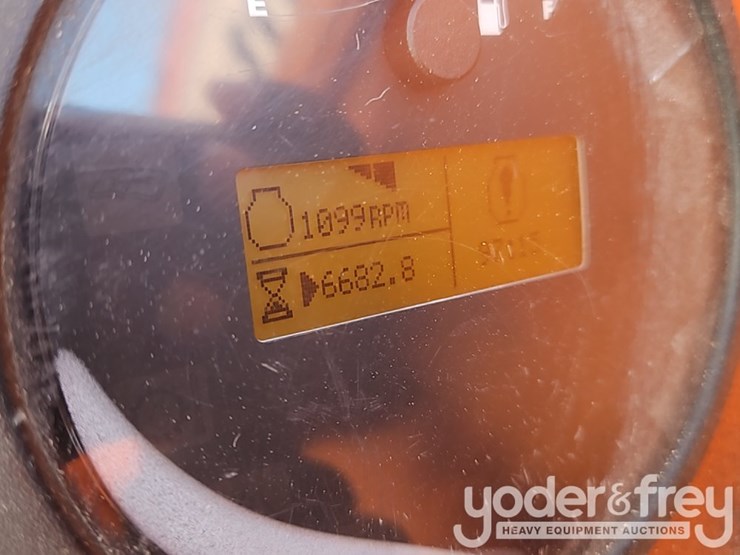 E
F
1099RPM
6682.8
yoder&frey
HEAVY EQUIPMENT AUCTIONS